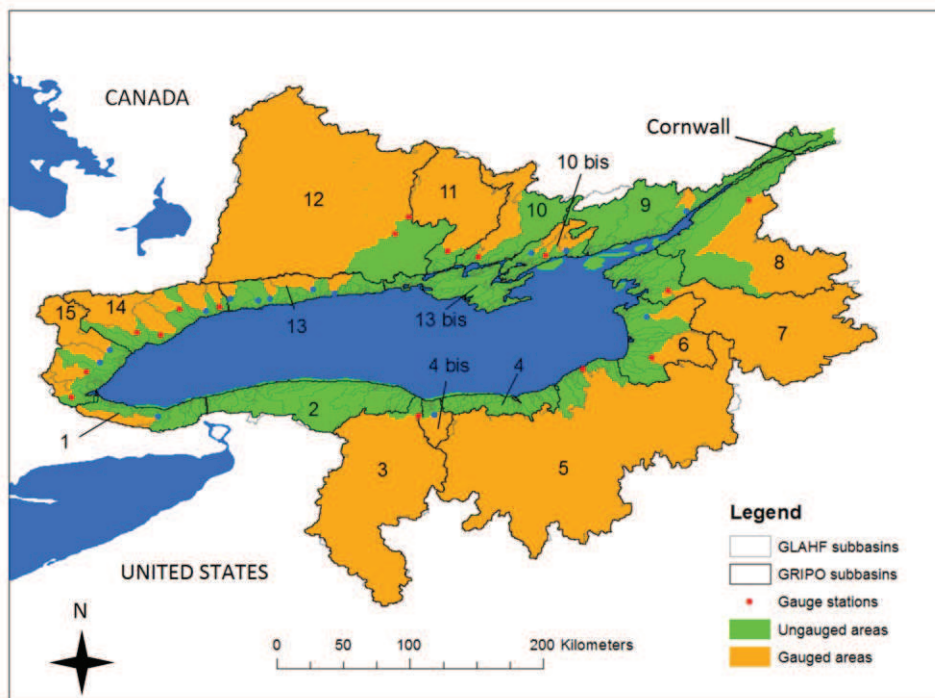 CANADA
Cornwall
10 bis
12
11
10
9
8
15
14
13
13 bis
7
6
4 bis
4
2
1
3
5
Legend
GLAHF subbasins
GRIPO subbasins
Gauge stations
Ungauged areas
Gauged areas
UNITED STATES
N
0 50 100 200 Kilometers